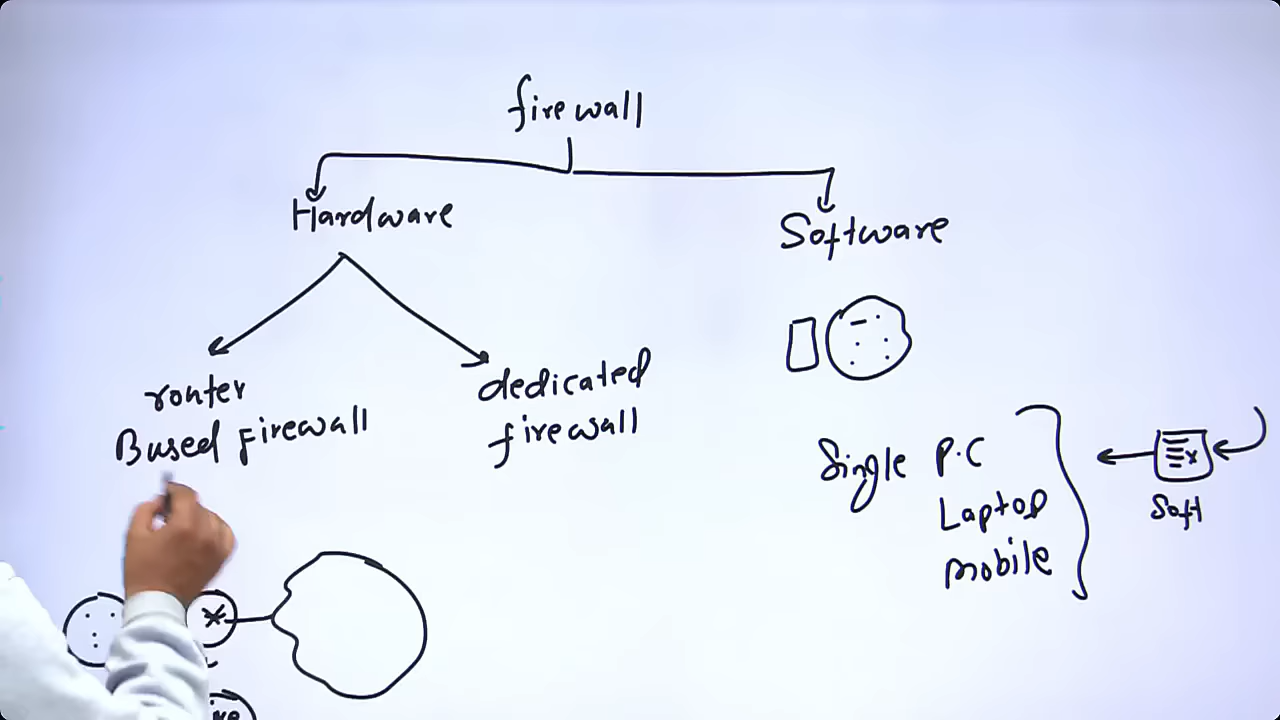 firewall
Hardware
Software
router
Based Firewall
dedicated
firewall
Single P.C
Laptop
mobile
Soft